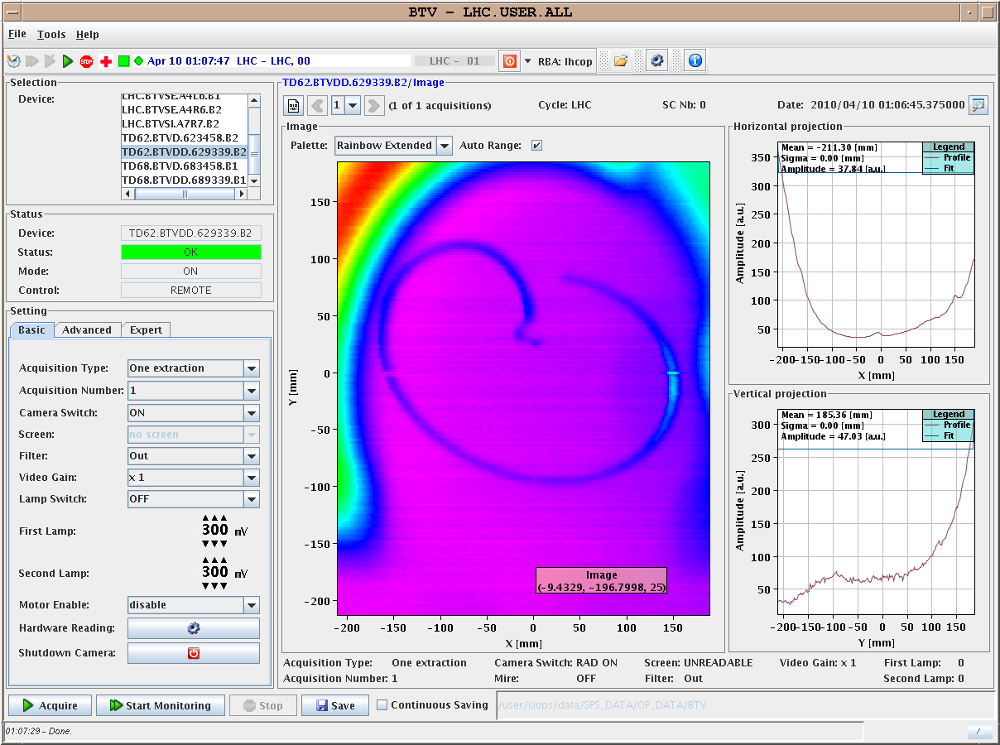 BTV - LHC.USER.ALL
File Tools Help
Apr 10 01:07:47 LHC - LHC, 00
LHC - 01
RBA: lhcop
Selection
Device:
LHC.BTVSE.A4L6.B1
LHC.BTVSE.A4R6.B2
LHC.BTVSI.A7R7.B2
TD62.BTVD.623458.B2
TD62.BTVDD.629339.B2
TD68.BTVD.683458.B1
TD68.BTVDD.689339.B1
Status
Device: TD62.BTVDD.629339.B2
Status: OK
Mode: ON
Control: REMOTE
Setting
Basic Advanced Expert
Acquisition Type: One extraction
Acquisition Number: 1
Camera Switch: ON
Screen: no screen
Filter: Out
Video Gain: x 1
Lamp Switch: OFF
First Lamp: 300 mV
Second Lamp: 300 mV
Motor Enable: disable
Hardware Reading:
Shutdown Camera:
TD62.BTVDD.629339.B2/Image
1 (1 of 1 acquisitions) Cycle: LHC SC Nb: 0 Date: 2010/04/10 01:06:45.375000
Image
Palette: Rainbow Extended Auto Range:
150
100
50
0
-50
-100
-150
-200
Y [mm]
Image
(-9.4329, -196.7998, 25)
-200 -150 -100 -50 0 50 100 150
X [mm]
Horizontal projection
Mean = -211.30 [mm]
Sigma = 0.00 [mm]
Amplitude = 37.84 [a.u.]
Legend
Profile
Fit
350
300
250
200
150
100
50
Amplitude [a.u.]
-200 -150 -100 -50 0 50 100 150
X [mm]
Vertical projection
Mean = 185.36 [mm]
Sigma = 0.00 [mm]
Amplitude = 47.03 [a.u.]
Legend
Profile
Fit
300
250
200
150
100
50
Amplitude [a.u.]
-200 -150 -100 -50 0 50 100 150
Y [mm]
Acquisition Type: One extraction Camera Switch: RAD ON Screen: UNREADABLE Video Gain: x 1 First Lamp: 0
Acquisition Number: 1 Mire: OFF Filter: Out Second Lamp: 0
Acquire Start Monitoring STOP Stop Save Continuous Saving /user/slops/data/SPS_DATA/OP_DATA/BTV
01:07:29 - Done.